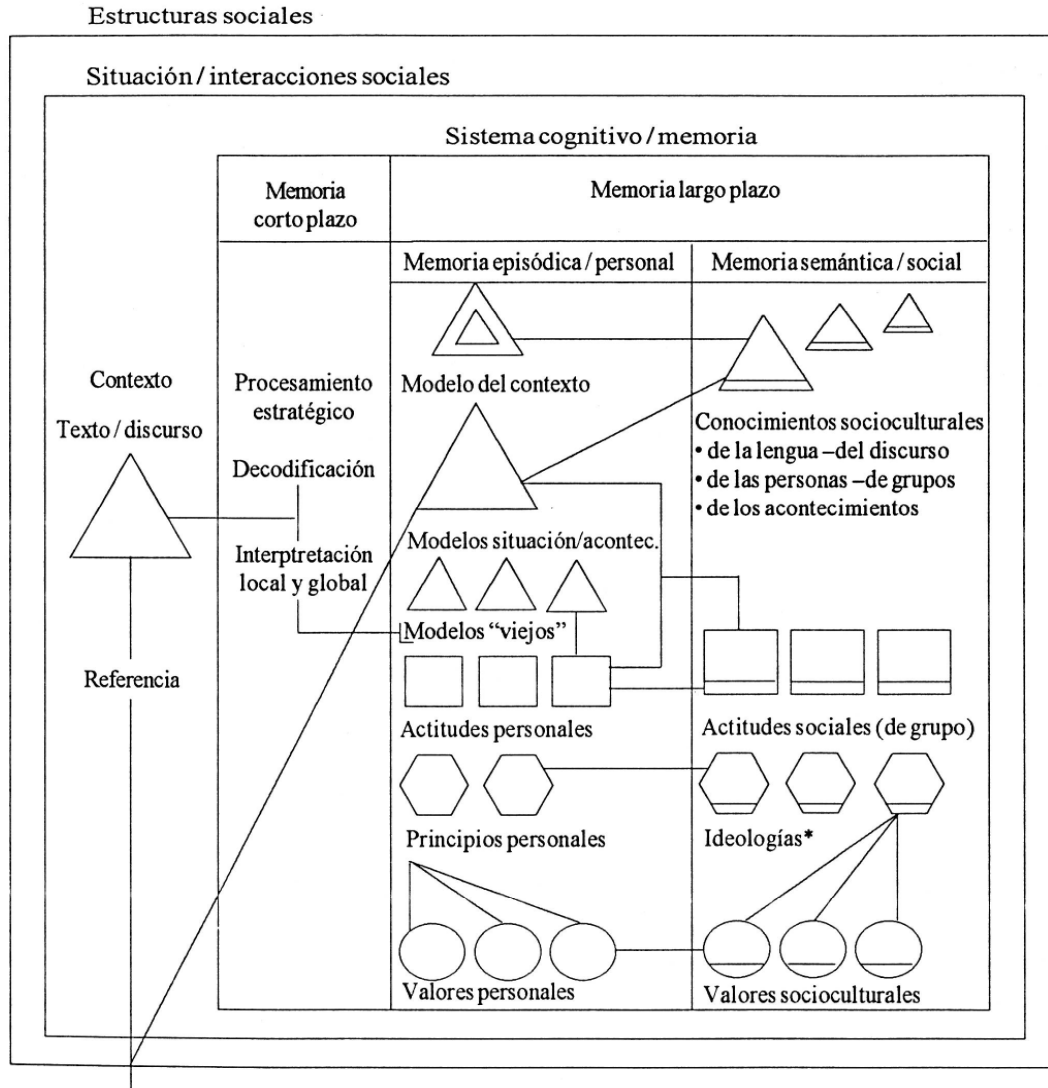 Estructuras sociales
Situación / interacciones sociales
Sistema cognitivo / memoria
Memoria
corto plazo
Memoria largo plazo
Memoria episódica / personal
Memoria semántica / social
Contexto
Texto / discurso
Referencia
Procesamiento
estratégico
Decodificación
Interptretación
local y global
Modelo del contexto
Modelos situación/acontec.
Modelos “viejos”
Actitudes personales
Principios personales
Valores personales
Conocimientos socioculturales
• de la lengua –del discurso
• de las personas –de grupos
• de los acontecimientos
Actitudes sociales (de grupo)
Ideologías*
Valores socioculturales